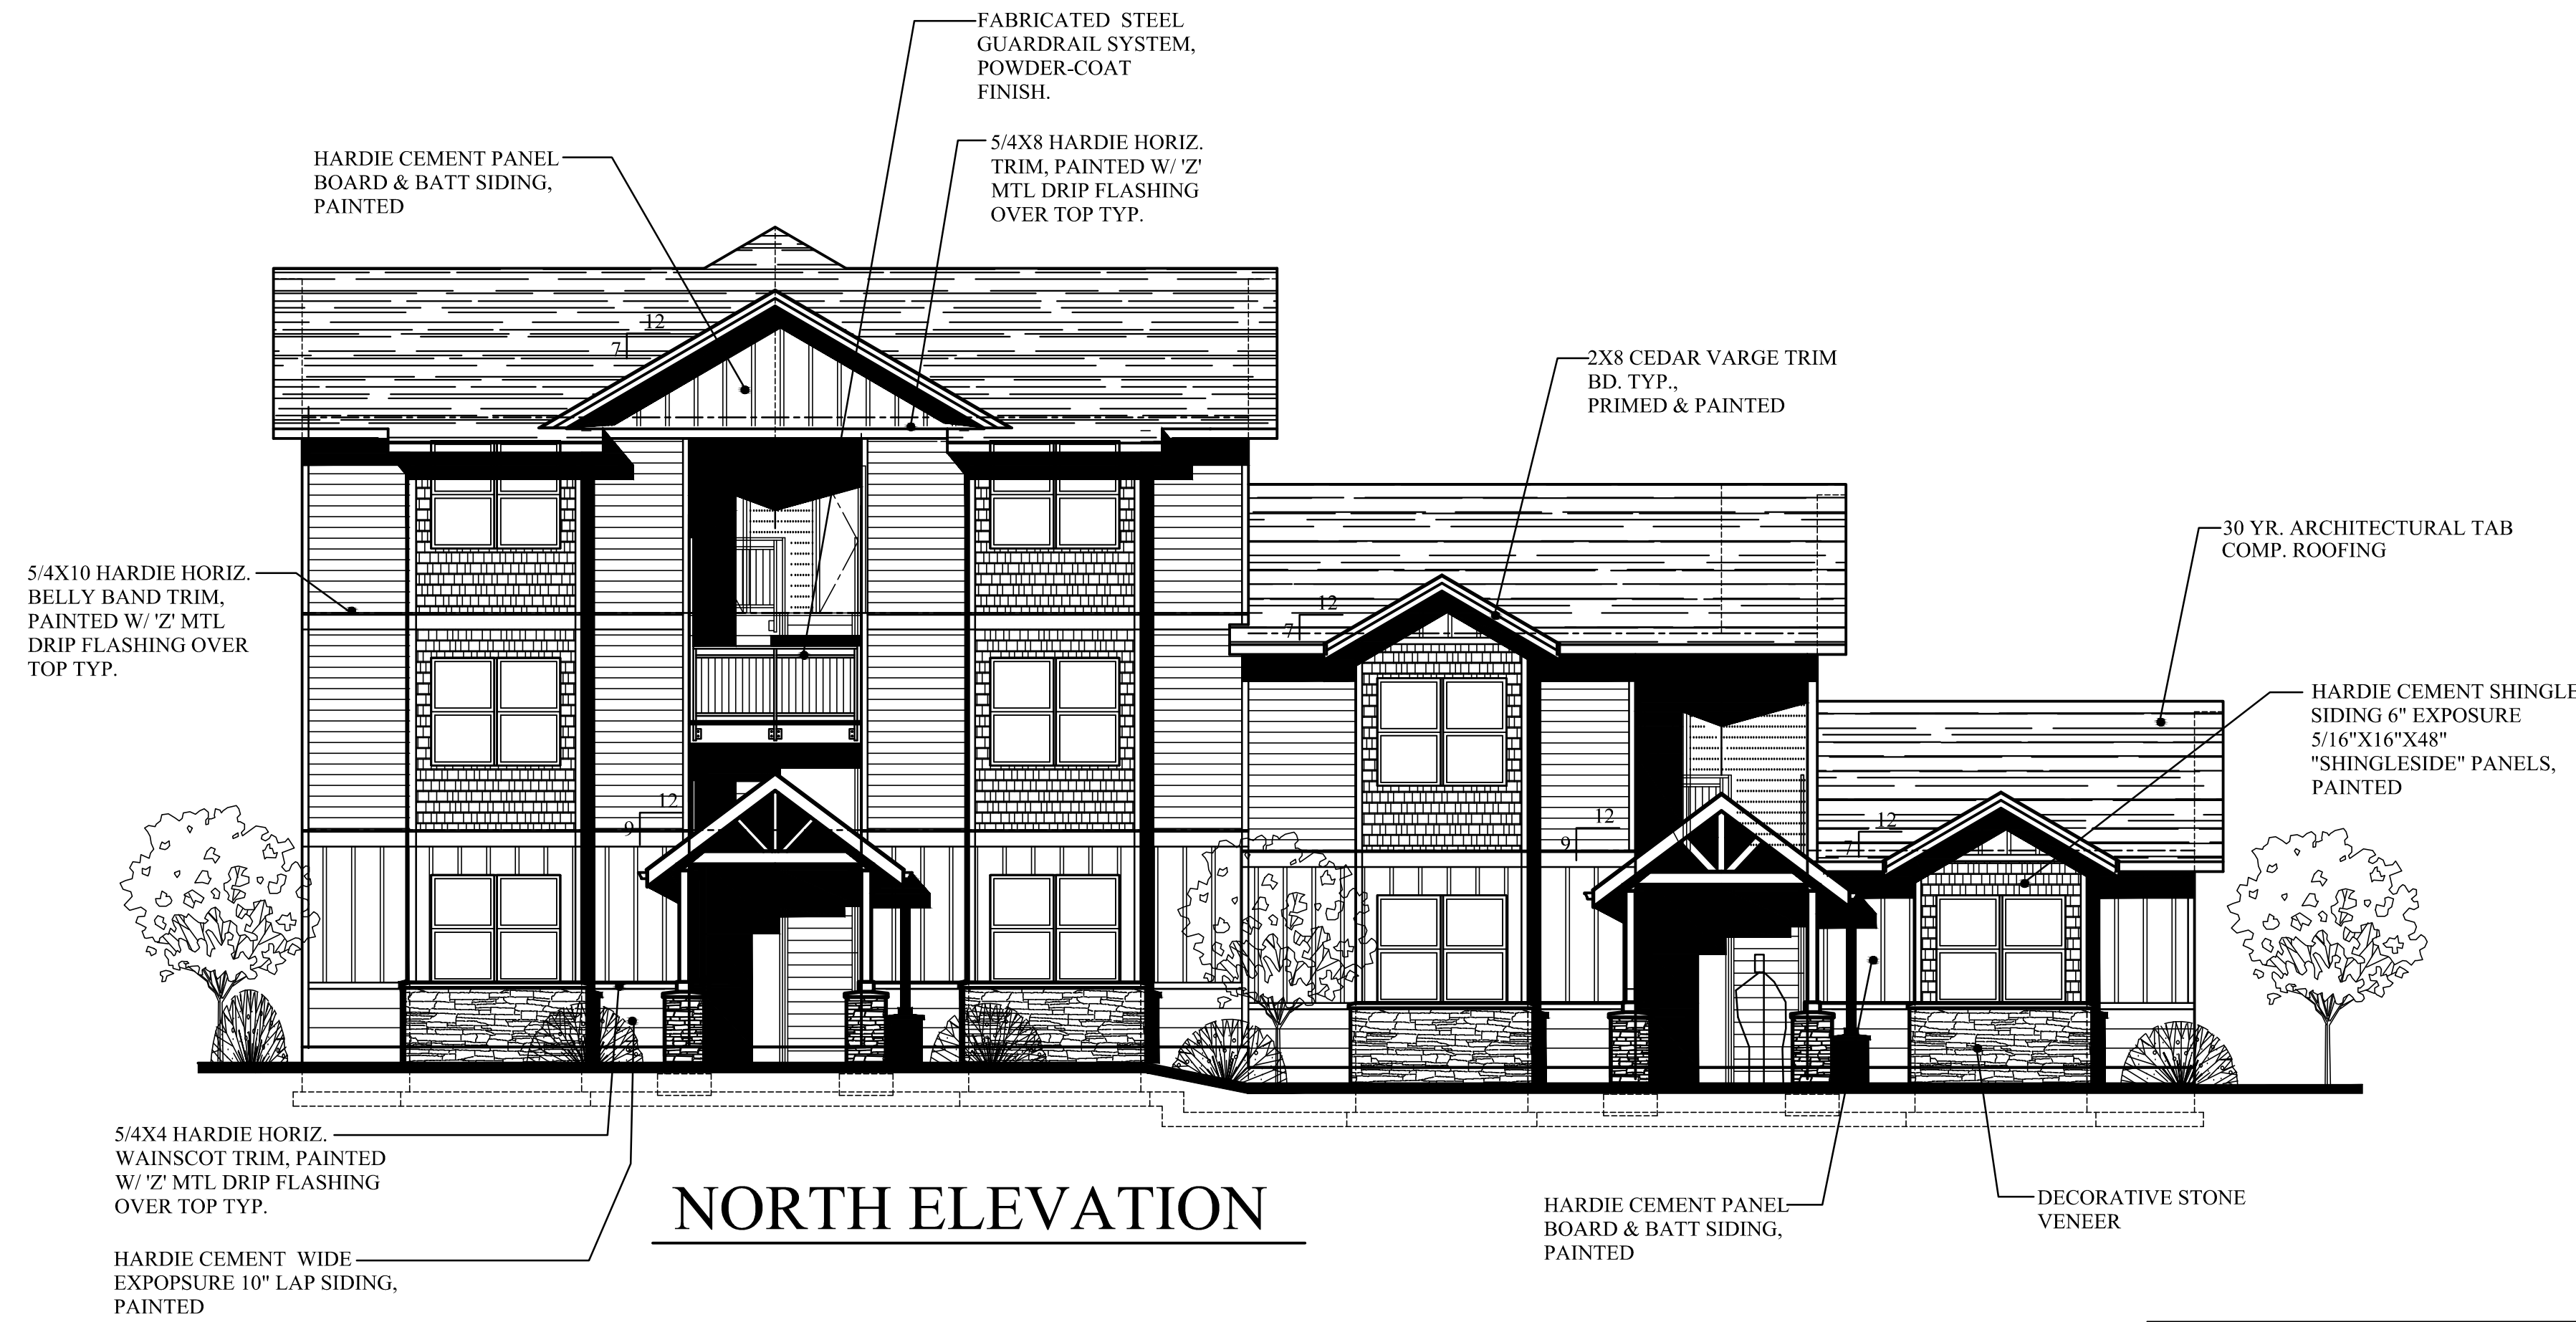 FABRICATED STEEL
GUARDRAIL SYSTEM,
POWDER-COAT
FINISH.
5/4X8 HARDIE HORIZ.
TRIM, PAINTED W/ 'Z'
MTL DRIP FLASHING
OVER TOP TYP.
HARDIE CEMENT PANEL
BOARD & BATT SIDING,
PAINTED
12
7
2X8 CEDAR VARGE TRIM
BD. TYP.,
PRIMED & PAINTED
30 YR. ARCHITECTURAL TAB
COMP. ROOFING
5/4X10 HARDIE HORIZ.
BELLY BAND TRIM,
PAINTED W/ 'Z' MTL
DRIP FLASHING OVER
TOP TYP.
12
7
HARDIE CEMENT SHINGLE
SIDING 6" EXPOSURE
5/16"X16"X48"
"SHINGLESIDE" PANELS,
PAINTED
12
9
12
9
12
7
5/4X4 HARDIE HORIZ.
WAINSCOT TRIM, PAINTED
W/ 'Z' MTL DRIP FLASHING
OVER TOP TYP.
HARDIE CEMENT WIDE
EXPOPSURE 10" LAP SIDING,
PAINTED
NORTH ELEVATION
HARDIE CEMENT PANEL
BOARD & BATT SIDING,
PAINTED
DECORATIVE STONE
VENEER